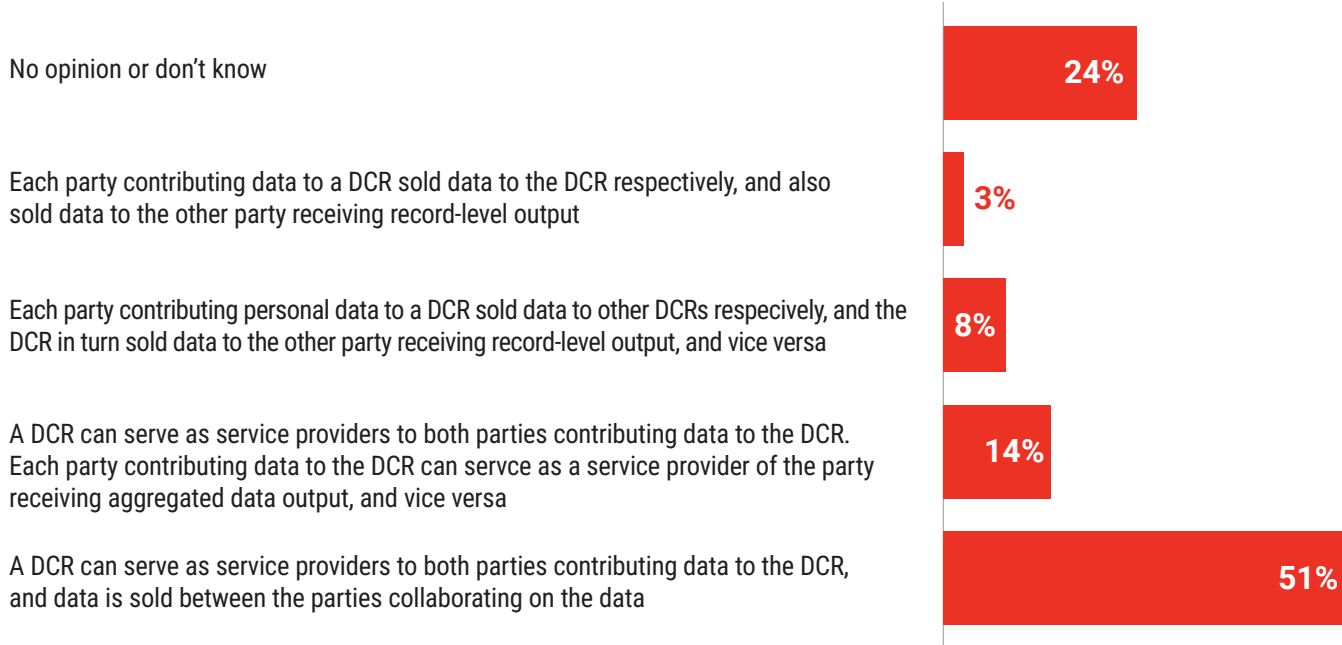 No opinion or don’t know
24%
Each party contributing data to a DCR sold data to the DCR respectively, and also
sold data to the other party receiving record-level output
3%
Each party contributing personal data to a DCR sold data to other DCRs respecively, and the
DCR in turn sold data to the other party receiving record-level output, and vice versa
8%
A DCR can serve as service providers to both parties contributing data to the DCR.
Each party contributing data to the DCR can servce as a service provider of the party
receiving aggregated data output, and vice versa
14%
A DCR can serve as service providers to both parties contributing data to the DCR,
and data is sold between the parties collaborating on the data
51%